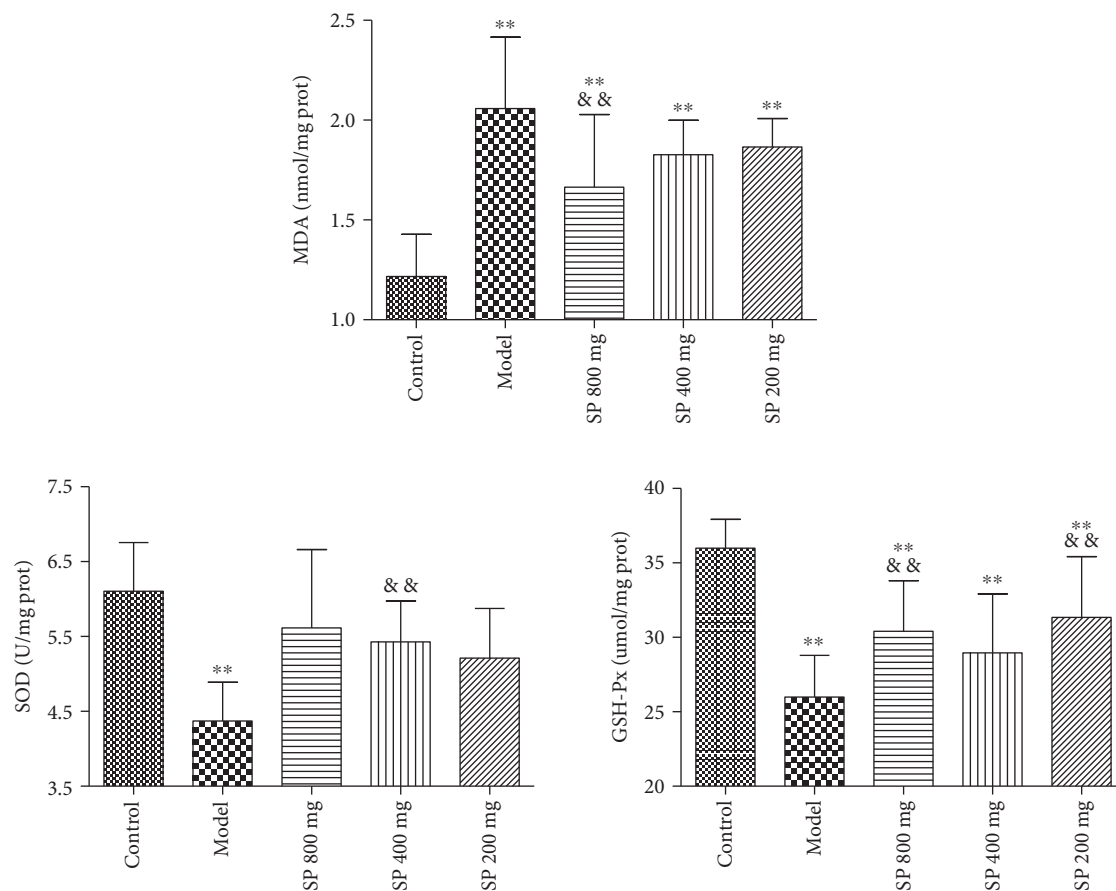 MDA (nmol/mg prot)
2.5
2.0
1.5
1.0
**
**
& &
**
**
Control
Model
SP 800 mg
SP 400 mg
SP 200 mg
SOD (U/mg prot)
7.5
6.5
5.5
4.5
3.5
**
& &
Control
Model
SP 800 mg
SP 400 mg
SP 200 mg
GSH-Px (umol/mg prot)
40
35
30
25
20
**
**
& &
**
**
& &
Control
Model
SP 800 mg
SP 400 mg
SP 200 mg